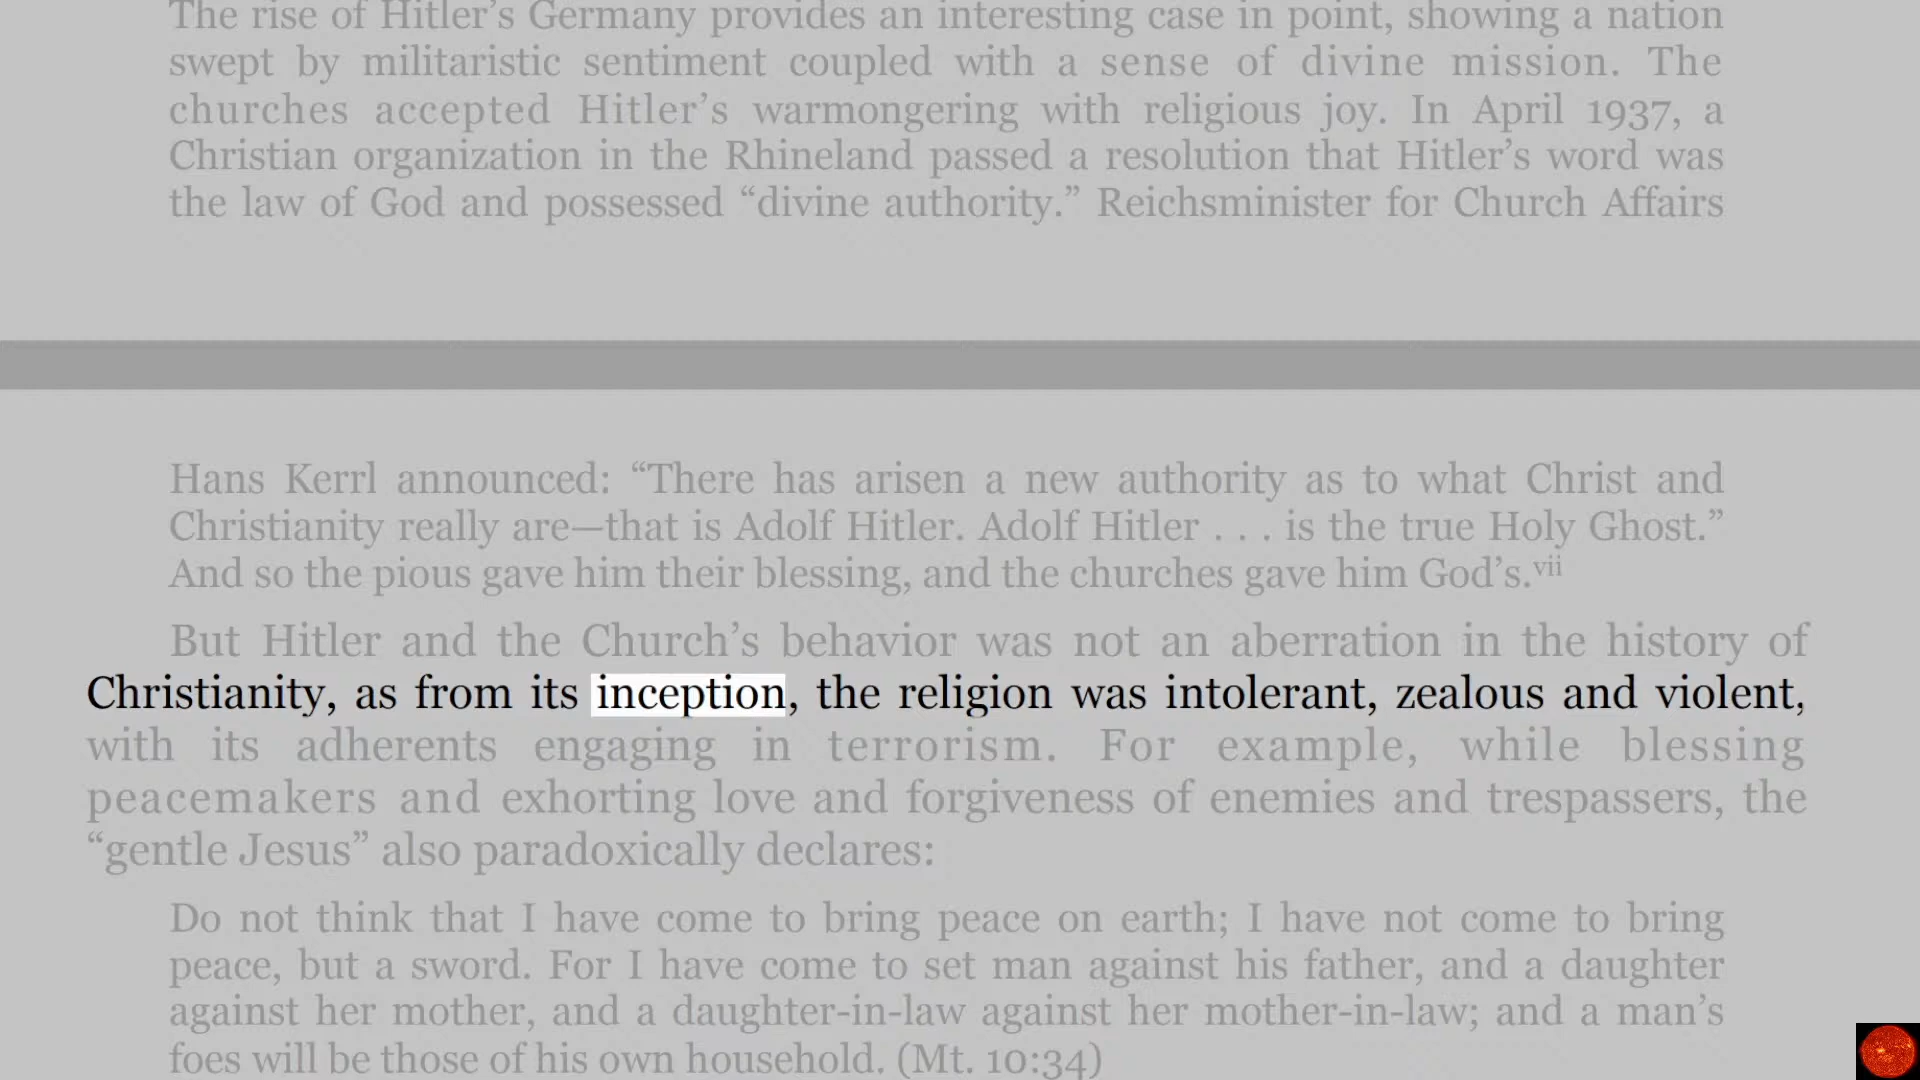 The rise of Hitler’s Germany provides an interesting case in point, showing a nation
swept by militaristic sentiment coupled with a sense of divine mission. The
churches accepted Hitler’s warmongering with religious joy. In April 1937, a
Christian organization in the Rhineland passed a resolution that Hitler’s word was
the law of God and possessed “divine authority.” Reichsminister for Church Affairs
Hans Kerrl announced: “There has arisen a new authority as to what Christ and
Christianity really are—that is Adolf Hitler. Adolf Hitler . . . is the true Holy Ghost.”
And so the pious gave him their blessing, and the churches gave him God’s.vii
But Hitler and the Church’s behavior was not an aberration in the history of
Christianity, as from its inception, the religion was intolerant, zealous and violent,
with its adherents engaging in terrorism. For example, while blessing
peacemakers and exhorting love and forgiveness of enemies and trespassers, the
“gentle Jesus” also paradoxically declares:
Do not think that I have come to bring peace on earth; I have not come to bring
peace, but a sword. For I have come to set man against his father, and a daughter
against her mother, and a daughter-in-law against her mother-in-law; and a man’s
foes will be those of his own household. (Mt. 10:34)